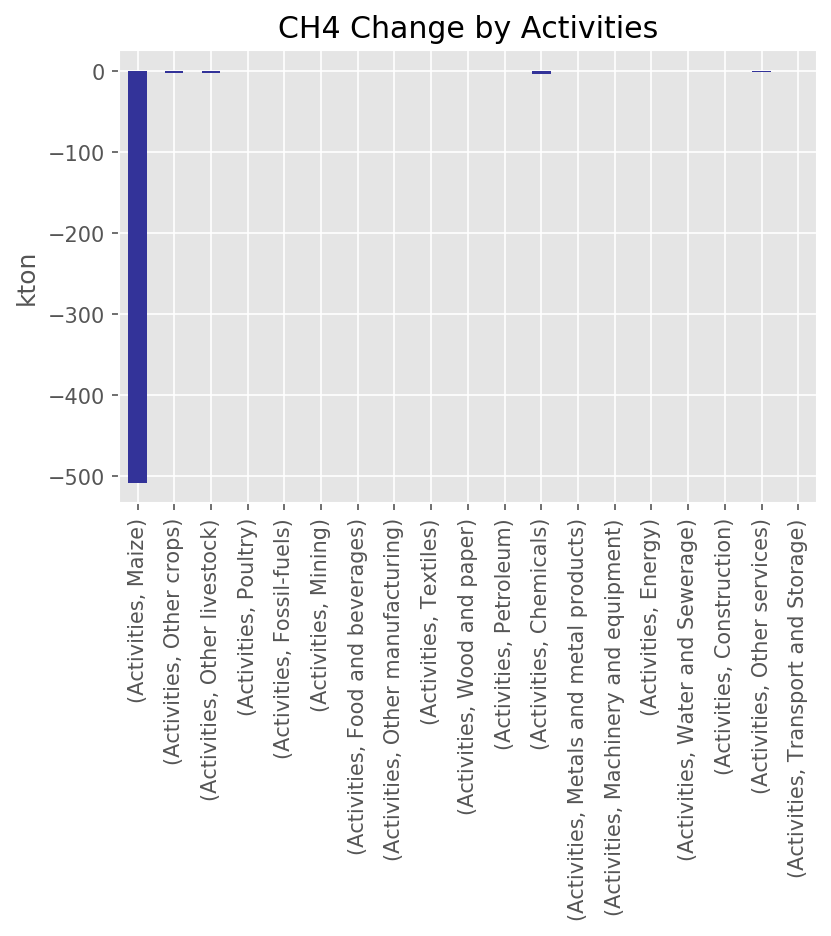 CH4 Change by Activities
0
−100
−200
−300
−400
−500
kton
(Activities, Maize)
(Activities, Other crops)
(Activities, Other livestock)
(Activities, Poultry)
(Activities, Fossil-fuels)
(Activities, Mining)
(Activities, Food and beverages)
(Activities, Other manufacturing)
(Activities, Textiles)
(Activities, Wood and paper)
(Activities, Petroleum)
(Activities, Chemicals)
(Activities, Metals and metal products)
(Activities, Machinery and equipment)
(Activities, Energy)
(Activities, Water and Sewerage)
(Activities, Construction)
(Activities, Other services)
(Activities, Transport and Storage)